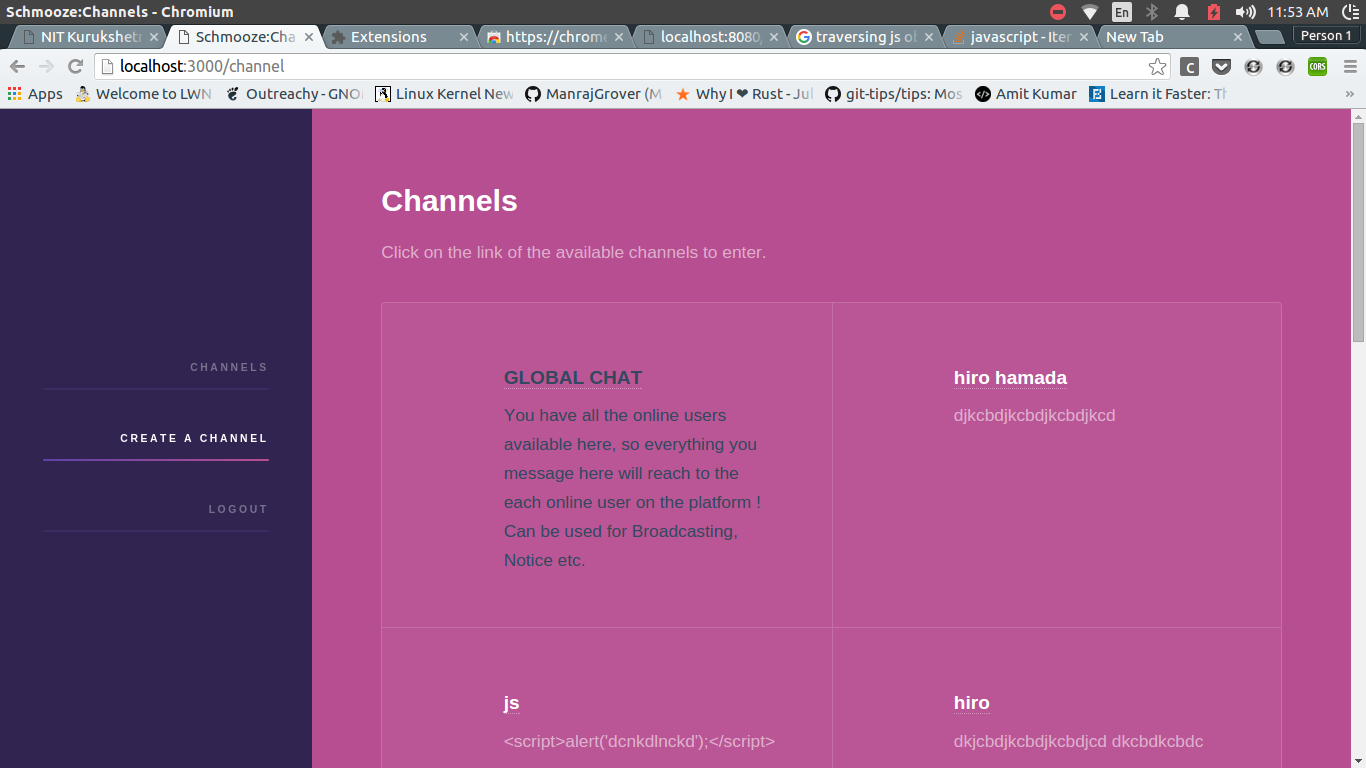 Schmooze:Channels - Chromium
En
11:53 AM
NIT Kurukshet
Schmooze:Cha
Extensions
https://chrome
localhost:8080,
traversing js ob
javascript - Iter
New Tab
Person 1
localhost:3000/channel
C
CORS
Apps
Welcome to LWN
Outreachy - GNO
Linux Kernel New
ManrajGrover (M
Why I ❤ Rust - Jul
git-tips/tips: Mos
Amit Kumar
Learn it Faster: Th
»
Channels
Click on the link of the available channels to enter.
CHANNELS
CREATE A CHANNEL
LOGOUT
GLOBAL CHAT
You have all the online users
available here, so everything you
message here will reach to the
each online user on the platform !
Can be used for Broadcasting,
Notice etc.
hiro hamada
djkcbdjkcbdjkcbdjkcd
js
<script>alert('dcnkdlnckd');</script>
hiro
dkjcbdjkcbdjkcbdjcd dkcbdkcbdc